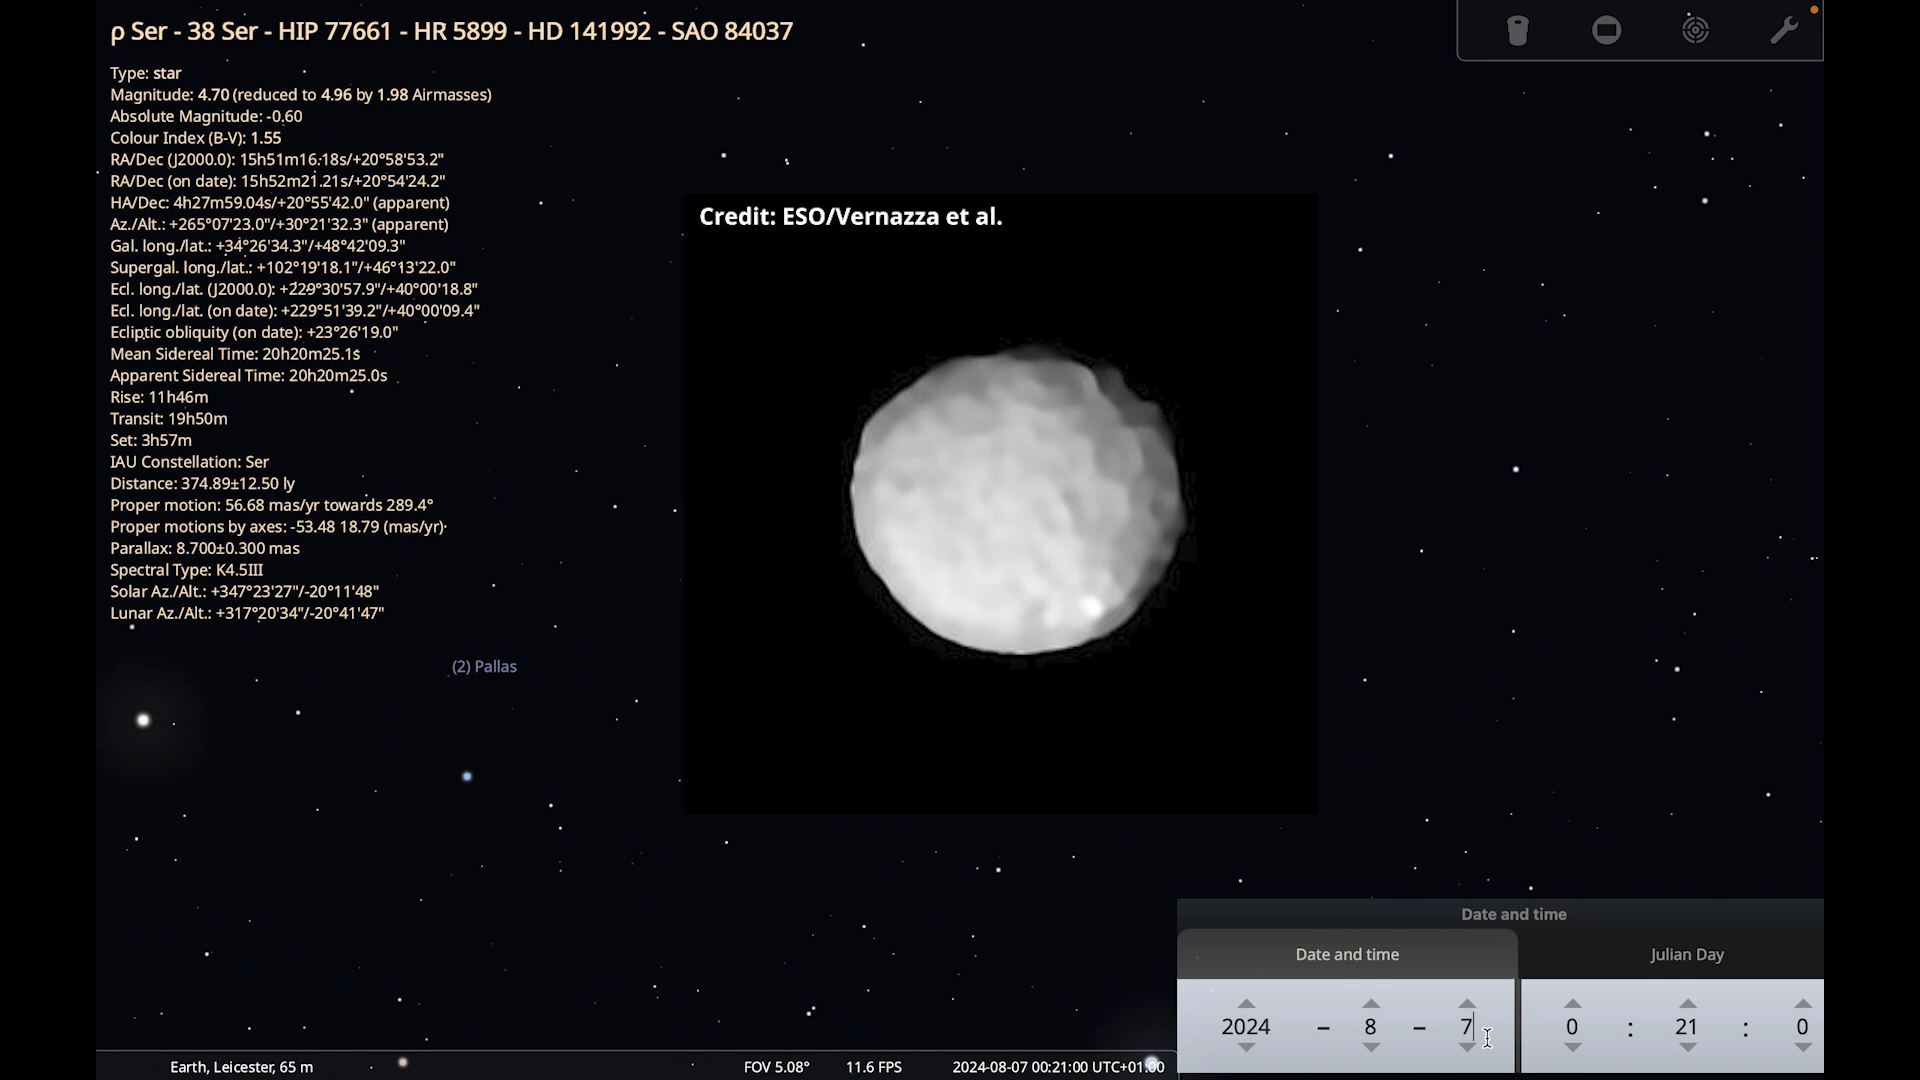 ρ Ser - 38 Ser - HIP 77661 - HR 5899 - HD 141992 - SAO 84037
Type: star
Magnitude: 4.70 (reduced to 4.96 by 1.98 Airmasses)
Absolute Magnitude: -0.60
Colour Index (B-V): 1.55
RA/Dec (J2000.0): 15h51m16.18s/+20°58'53.2"
RA/Dec (on date): 15h52m21.21s/+20°54'24.2"
HA/Dec: 4h27m59.04s/+20°55'42.0" (apparent)
Az./Alt.: +265°07'23.0"/+30°21'32.3" (apparent)
Gal. long./lat.: +34°26'34.3"/+48°42'09.3"
Supergal. long./lat.: +102°19'18.1"/+46°13'22.0"
Ecl. long./lat. (J2000.0): +229°30'57.9"/+40°00'18.8"
Ecl. long./lat. (on date): +229°51'39.2"/+40°00'09.4"
Ecliptic obliquity (on date): +23°26'19.0"
Mean Sidereal Time: 20h20m25.1s
Apparent Sidereal Time: 20h20m25.0s
Rise: 11h46m
Transit: 19h50m
Set: 3h57m
IAU Constellation: Ser
Distance: 374.89±12.50 ly
Proper motion: 56.68 mas/yr towards 289.4°
Proper motions by axes: -53.48 18.79 (mas/yr)
Parallax: 8.700±0.300 mas
Spectral Type: K4.5III
Solar Az./Alt.: +347°23'27"/-20°11'48"
Lunar Az./Alt.: +317°20'34"/-20°41'47"
Credit: ESO/Vernazza et al.
(2) Pallas
Date and time
Date and time Julian Day
2024 – 8 – 7 0 : 21 : 0
Earth, Leicester, 65 m FOV 5.08° 11.6 FPS 2024-08-07 00:21:00 UTC+01:00